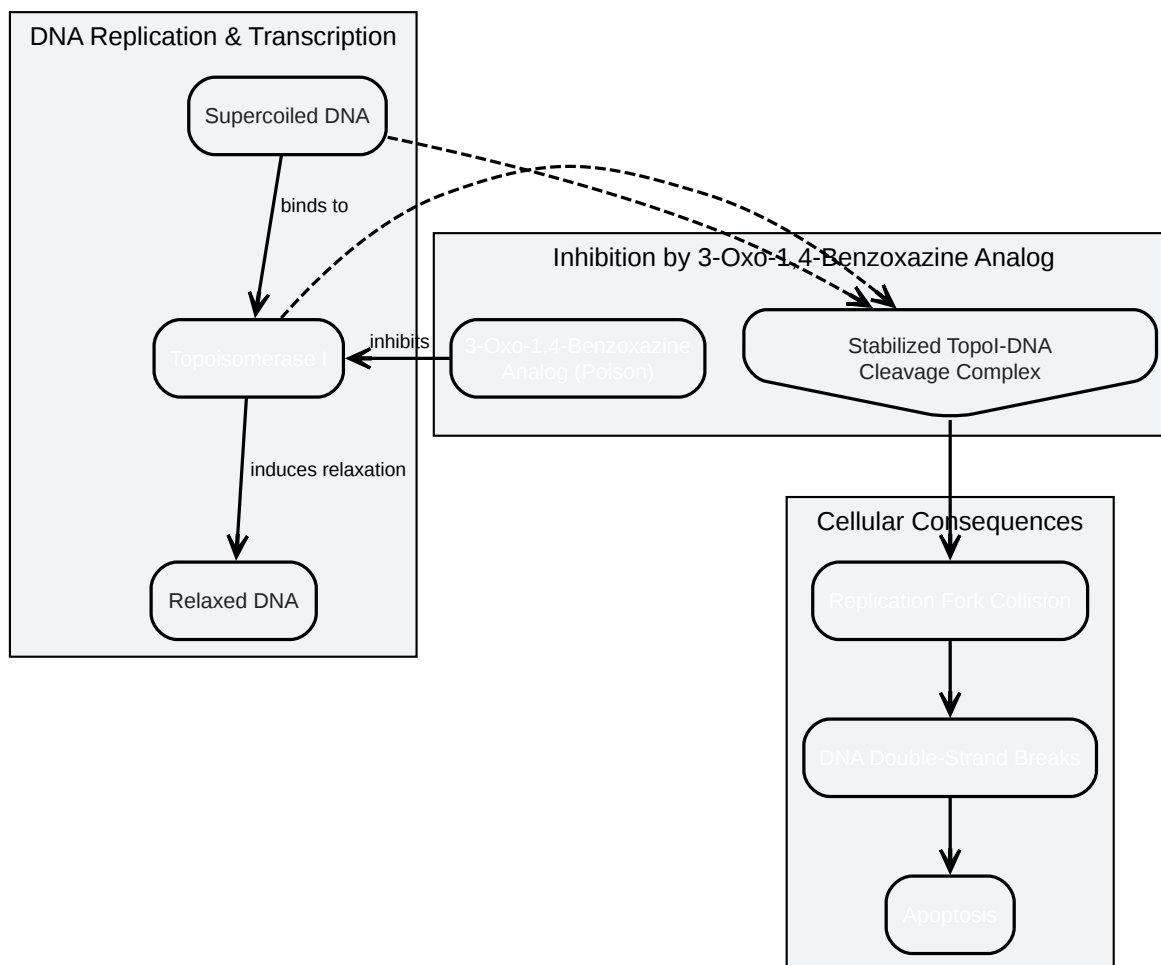 DNA Replication & Transcription
Supercoiled DNA
binds to
Inhibition by 3-Oxo-1,4-Benzoxazine Analog
Topoisomerase I
inhibits
3-Oxo-1,4-Benzoxazine
Analog (Poison)
Stabilized TopoI-DNA
Cleavage Complex
induces relaxation
Relaxed DNA
Cellular Consequences
Replication Fork Collision
DNA Double-Strand Breaks
Apoptosis